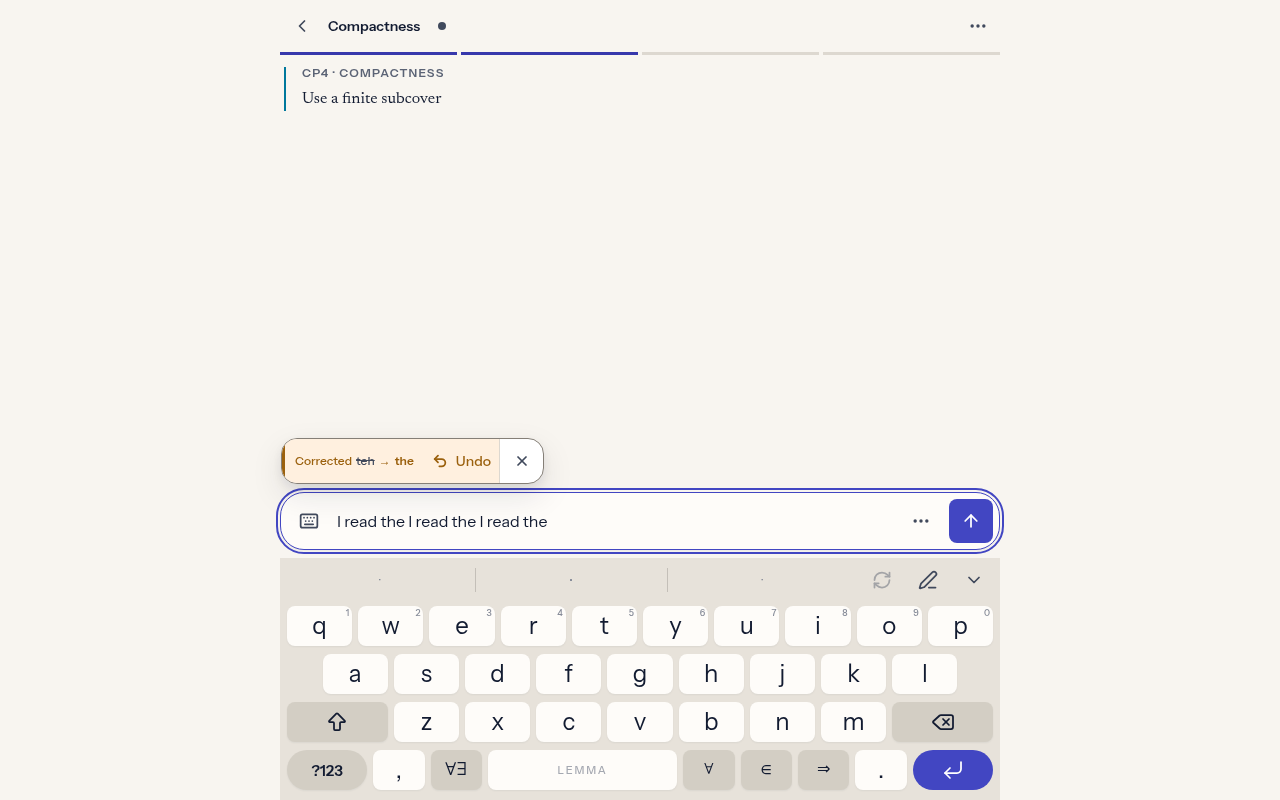 Compactness
CP4 · COMPACTNESS
Use a finite subcover
Corrected teh → the Undo
I read the I read the I read the
q 1 w 2 e 3 r 4 t 5 y 6 u 7 i 8 o 9 p 0
a s d f g h j k l
z x c v b n m
?123 , ∀∃ LEMMA ∀ ∈ ⇒ .